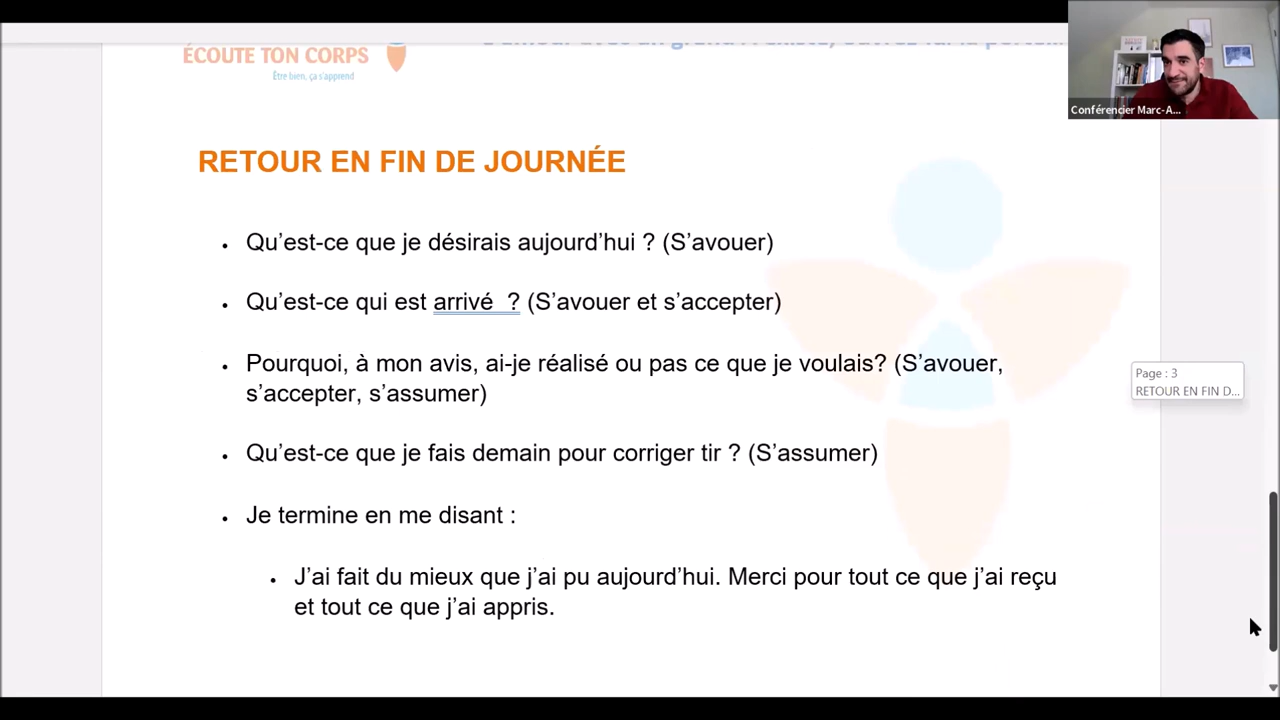 ÉCOUTE TON CORPS
Être bien, ça s'apprend
Conférencier Marc-A...
RETOUR EN FIN DE JOURNÉE
Qu'est-ce que je désirais aujourd'hui ? (S'avouer)
Qu'est-ce qui est arrivé  ? (S'avouer et s'accepter)
Pourquoi, à mon avis, ai-je réalisé ou pas ce que je voulais? (S'avouer,
s'accepter, s'assumer)
Page : 3
RETOUR EN FIN D...
Qu'est-ce que je fais demain pour corriger tir ? (S'assumer)
Je termine en me disant :
J'ai fait du mieux que j'ai pu aujourd'hui. Merci pour tout ce que j'ai reçu
et tout ce que j'ai appris.